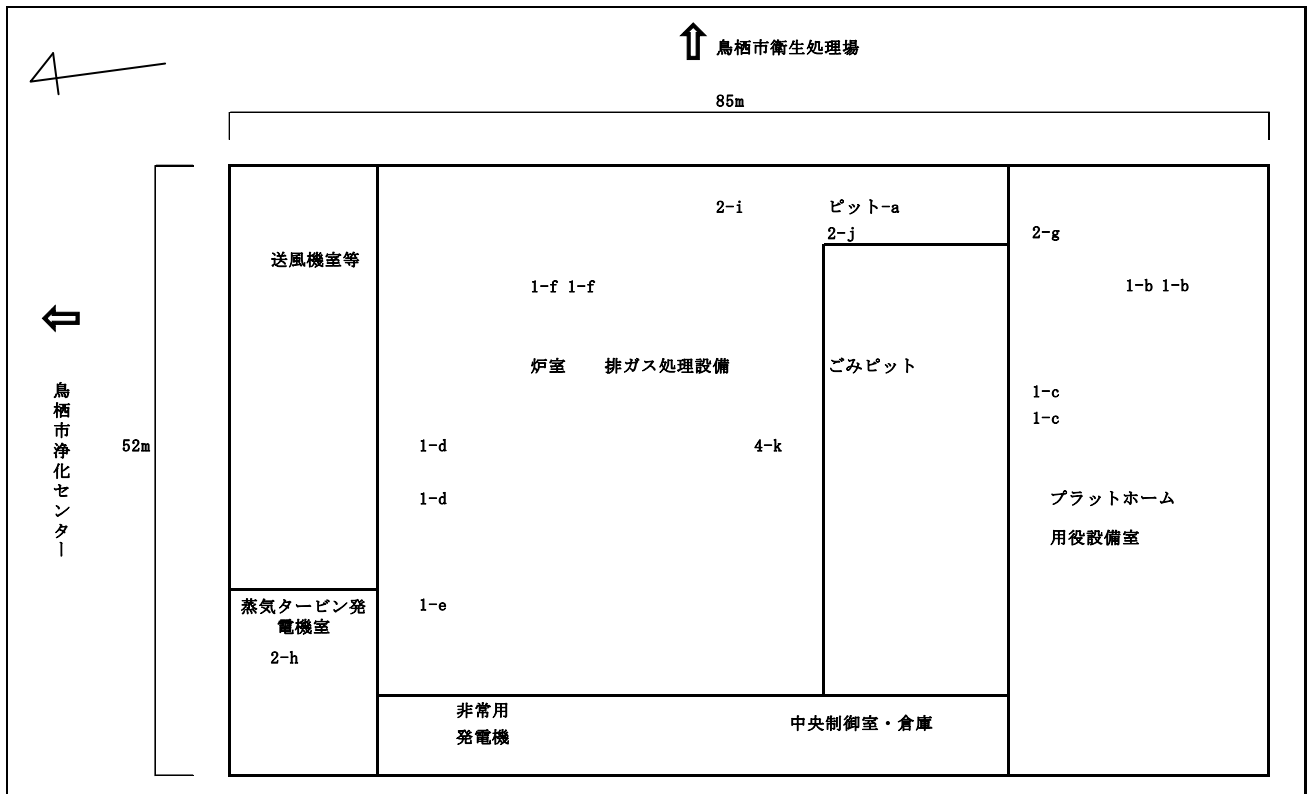 鳥栖市衛生処理場
85m
2-i
ピット-a
2-j
2-g
送風機室等
1-f 1-f
1-b 1-b
炉室
排ガス処理設備
ごみピット
1-c
1-c
鳥栖市浄化センター
52m
1-d
4-k
1-d
プラットホーム
用役設備室
1-e
蒸気タービン発
電機室
2-h
非常用
発電機
中央制御室・倉庫